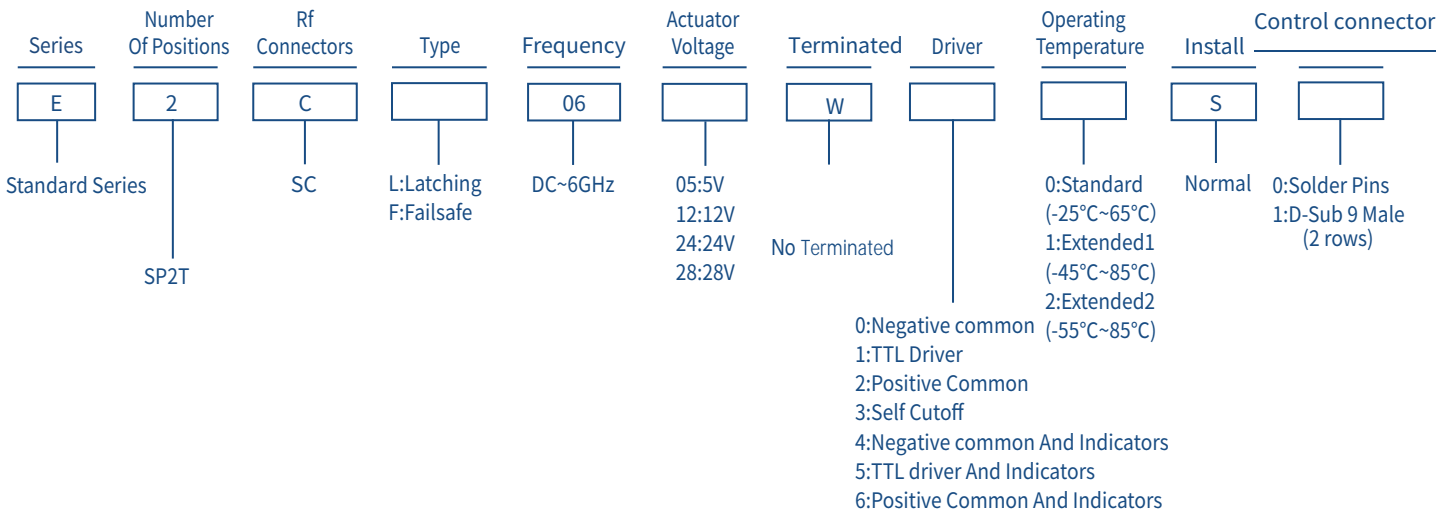 Series
Number
Of Positions
Rf
Connectors
Type
Frequency
Actuator
Voltage
Terminated
Driver
Operating
Temperature
Install
Control connector
E
2
C
06
W
S
Standard Series
SP2T
SC
L:Latching
F:Failsafe
DC~6GHz
05:5V
12:12V
24:24V
28:28V
No Terminated
0:Negative common
1:TTL Driver
2:Positive Common
3:Self Cutoff
4:Negative common And Indicators
5:TTL driver And Indicators
6:Positive Common And Indicators
0:Standard
(-25°C~65°C)
1:Extended1
(-45°C~85°C)
2:Extended2
(-55°C~85°C)
Normal
0:Solder Pins
1:D-Sub 9 Male
(2 rows)